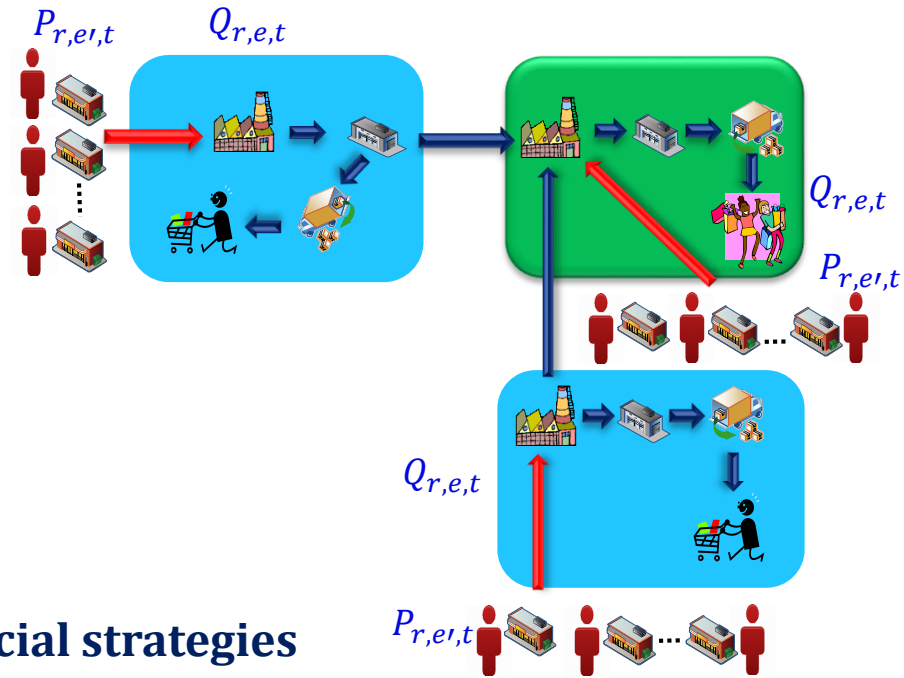 P_{r,e′,t}
Q_{r,e,t}
Q_{r,e,t}
P_{r,e′,t}
Q_{r,e,t}
cial strategies
P_{r,e′,t}